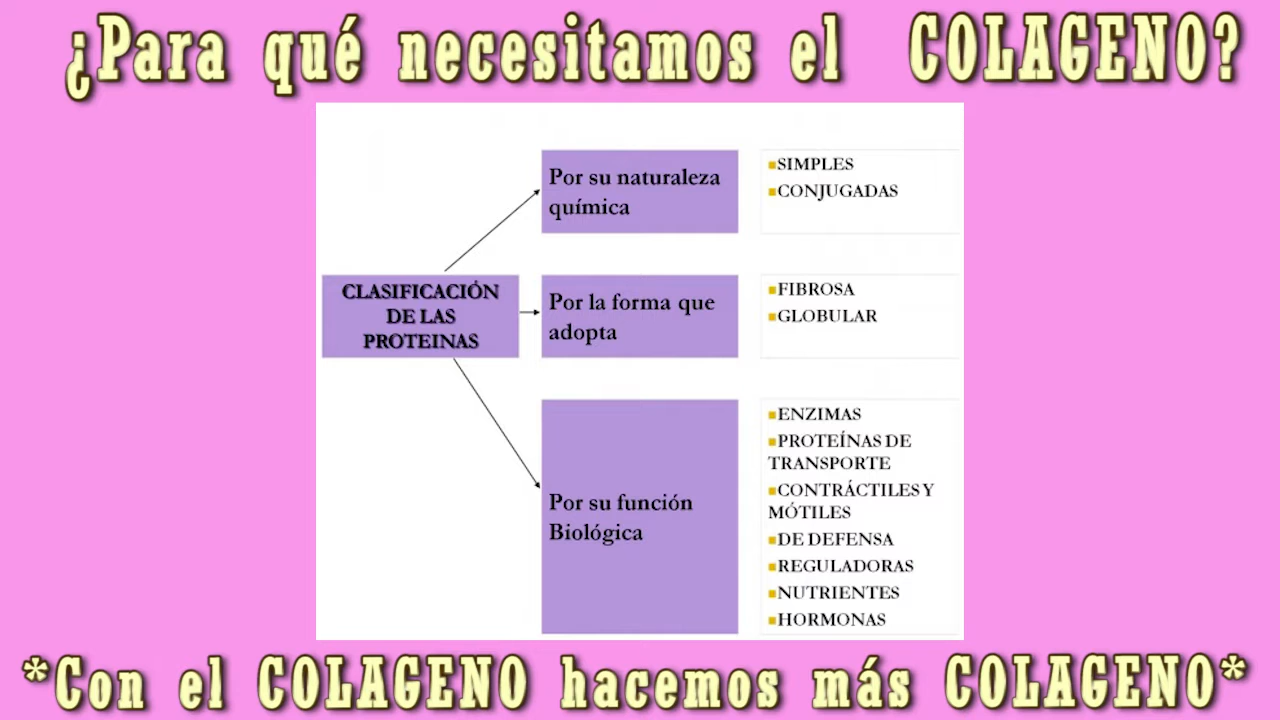 ¿Para qué necesitamos el COLAGENO?
Por su naturaleza
química
■SIMPLES
■CONJUGADAS
CLASIFICACIÓN
DE LAS
PROTEINAS
Por la forma que
adopta
■FIBROSA
■GLOBULAR
Por su función
Biológica
■ENZIMAS
■PROTEÍNAS DE
TRANSPORTE
■CONTRÁCTILES Y
MÓTILES
■DE DEFENSA
■REGULADORAS
■NUTRIENTES
■HORMONAS
*Con el COLAGENO hacemos más COLAGENO*